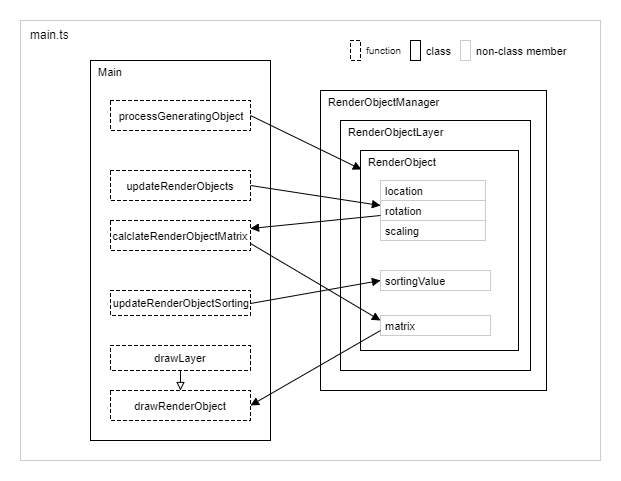 main.ts
function
class
non-class member
Main
processGeneratingObject
updateRenderObjects
calclateRenderObjectMatrix
updateRenderObjectSorting
drawLayer
drawRenderObject
RenderObjectManager
RenderObjectLayer
RenderObject
location
rotation
scaling
sortingValue
matrix